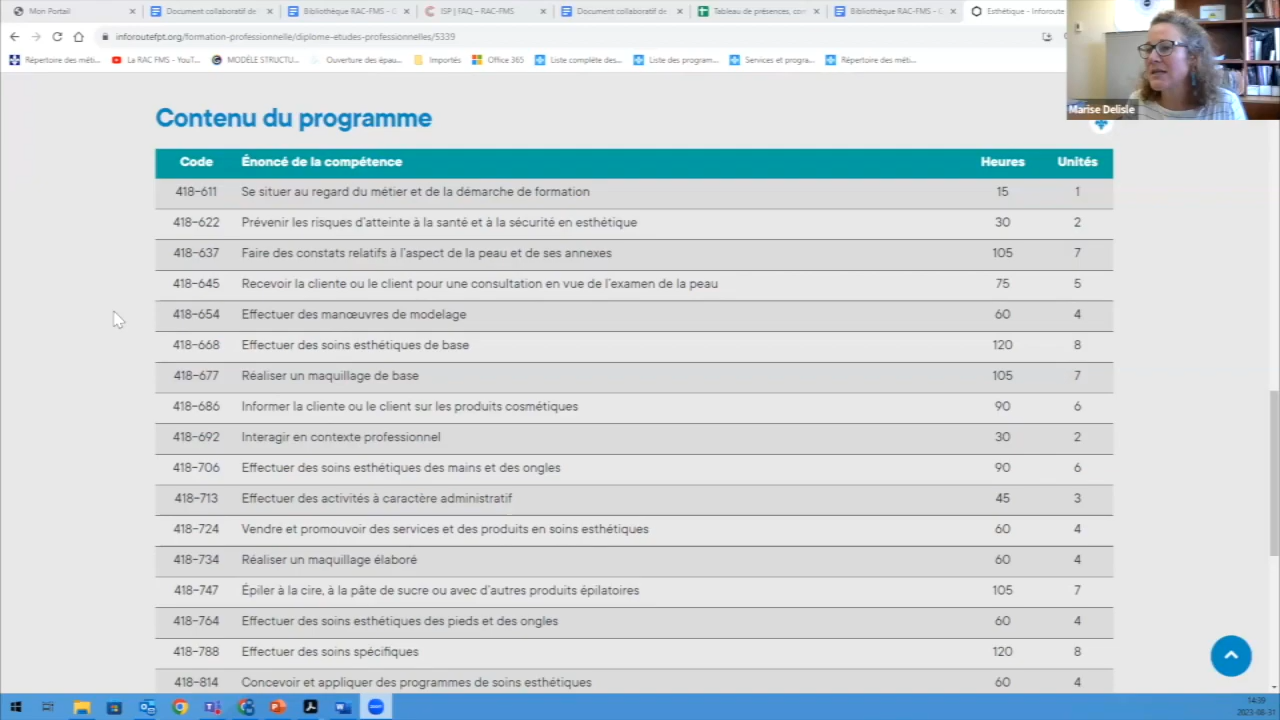 Mon Portail
Document collaboratif de
Bibliothèque RAC-FMS - G
ISP | FAQ – RAC-FMS
Document collaboratif de
Tableau de présences, con
Bibliothèque RAC-FMS - G
Esthétique - Inforoute
inforoutefpt.org/formation-professionnelle/diplome-etudes-professionnelles/5339
Répertoire des méti...
La RAC FMS - YouT...
MODÈLE STRUCTU...
Ouverture des épau...
Importés
Office 365
Liste complète des...
Liste des program...
Services et progra...
Répertoire des méti...
Marise Delisle
Contenu du programme
Code Énoncé de la compétence Heures Unités
418-611 Se situer au regard du métier et de la démarche de formation 15 1
418-622 Prévenir les risques d'atteinte à la santé et à la sécurité en esthétique 30 2
418-637 Faire des constats relatifs à l'aspect de la peau et de ses annexes 105 7
418-645 Recevoir la cliente ou le client pour une consultation en vue de l'examen de la peau 75 5
418-654 Effectuer des manœuvres de modelage 60 4
418-668 Effectuer des soins esthétiques de base 120 8
418-677 Réaliser un maquillage de base 105 7
418-686 Informer la cliente ou le client sur les produits cosmétiques 90 6
418-692 Interagir en contexte professionnel 30 2
418-706 Effectuer des soins esthétiques des mains et des ongles 90 6
418-713 Effectuer des activités à caractère administratif 45 3
418-724 Vendre et promouvoir des services et des produits en soins esthétiques 60 4
418-734 Réaliser un maquillage élaboré 60 4
418-747 Épiler à la cire, à la pâte de sucre ou avec d'autres produits épilatoires 105 7
418-764 Effectuer des soins esthétiques des pieds et des ongles 60 4
418-788 Effectuer des soins spécifiques 120 8
418-814 Concevoir et appliquer des programmes de soins esthétiques 60 4
14:39
2023-08-31